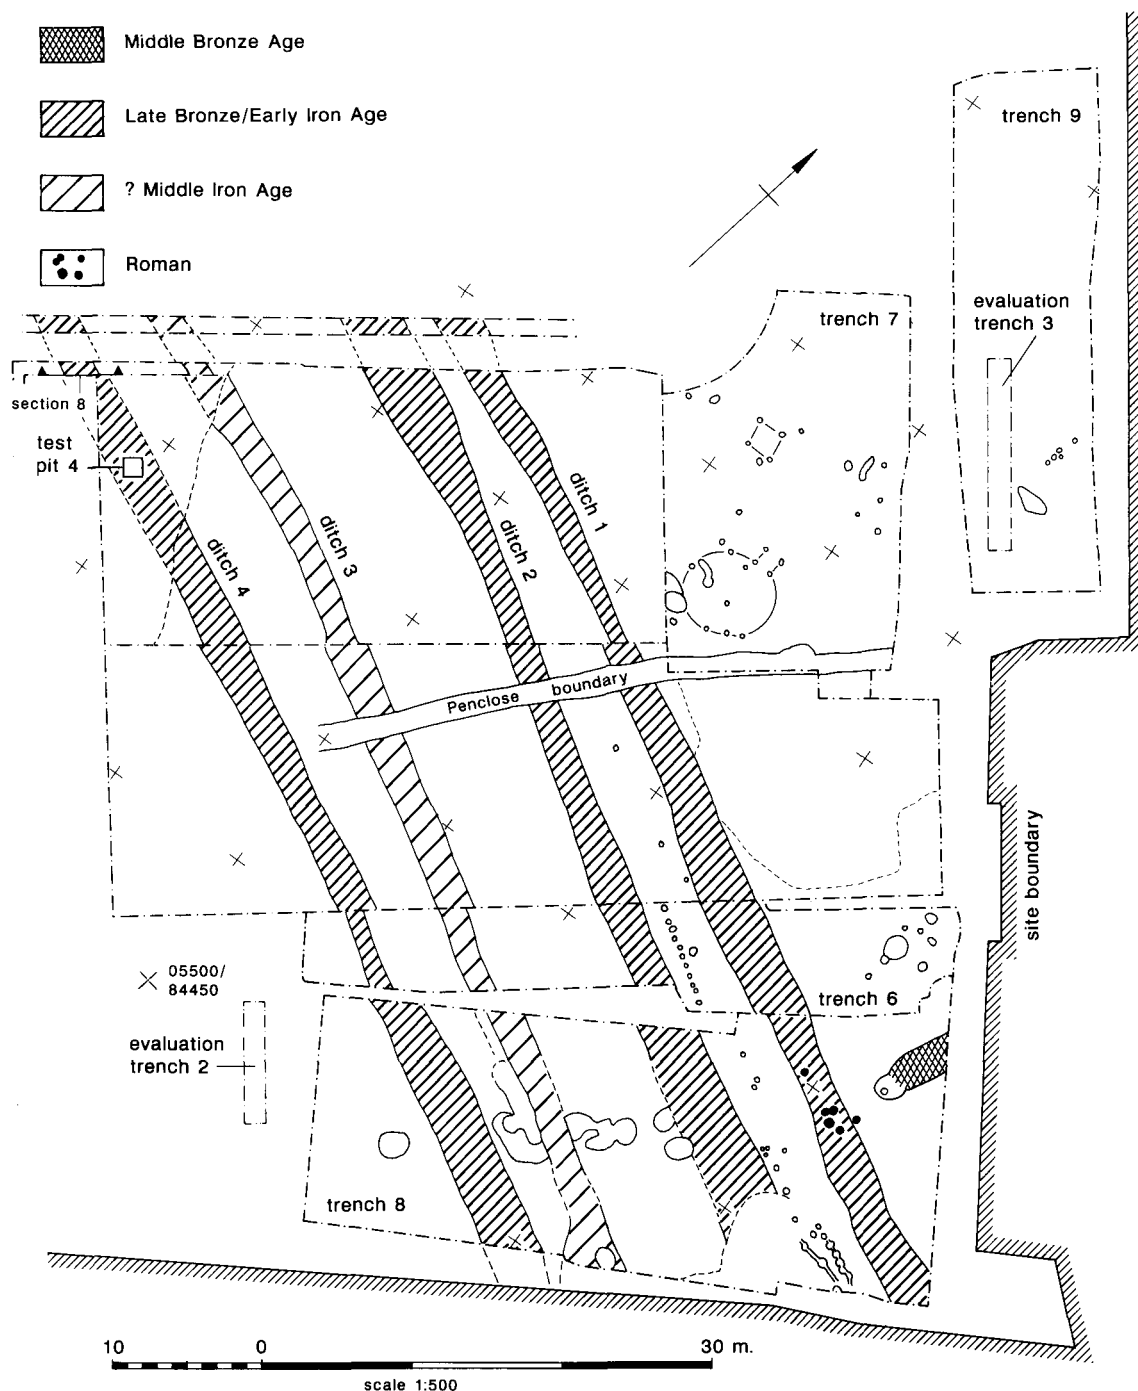 Middle Bronze Age
Late Bronze/Early Iron Age
? Middle Iron Age
Roman
trench 9
evaluation
trench 3
trench 7
section 8
test
pit 4
ditch 4
ditch 3
ditch 2
ditch 1
Penclose boundary
site boundary
05500/
84450
trench 6
evaluation
trench 2
trench 8
10 0 30 m.
scale 1:500